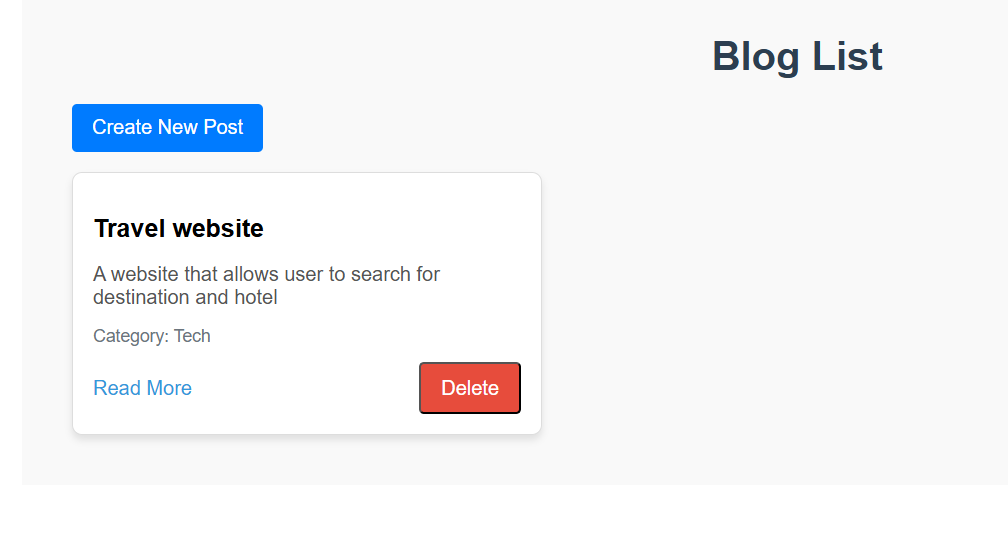 Blog List
Create New Post
Travel website
A website that allows user to search for
destination and hotel
Category: Tech
Read More
Delete